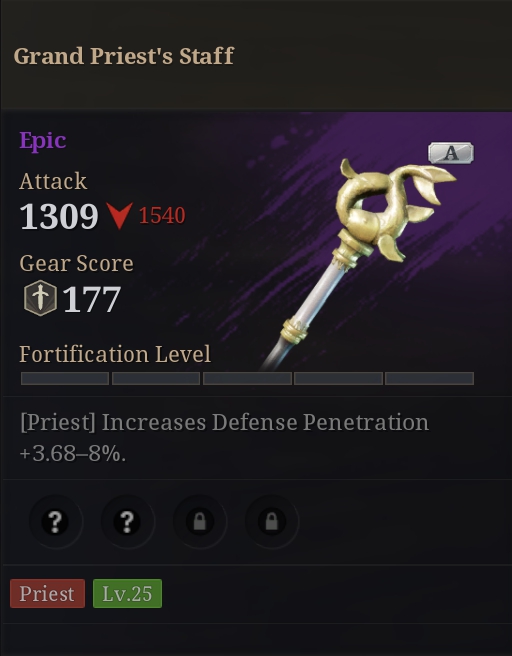 Grand Priest's Staff
Epic
A
Attack
1309 1540
Gear Score
177
Fortification Level
[Priest] Increases Defense Penetration
+3.68–8%.
? ?
Priest Lv.25